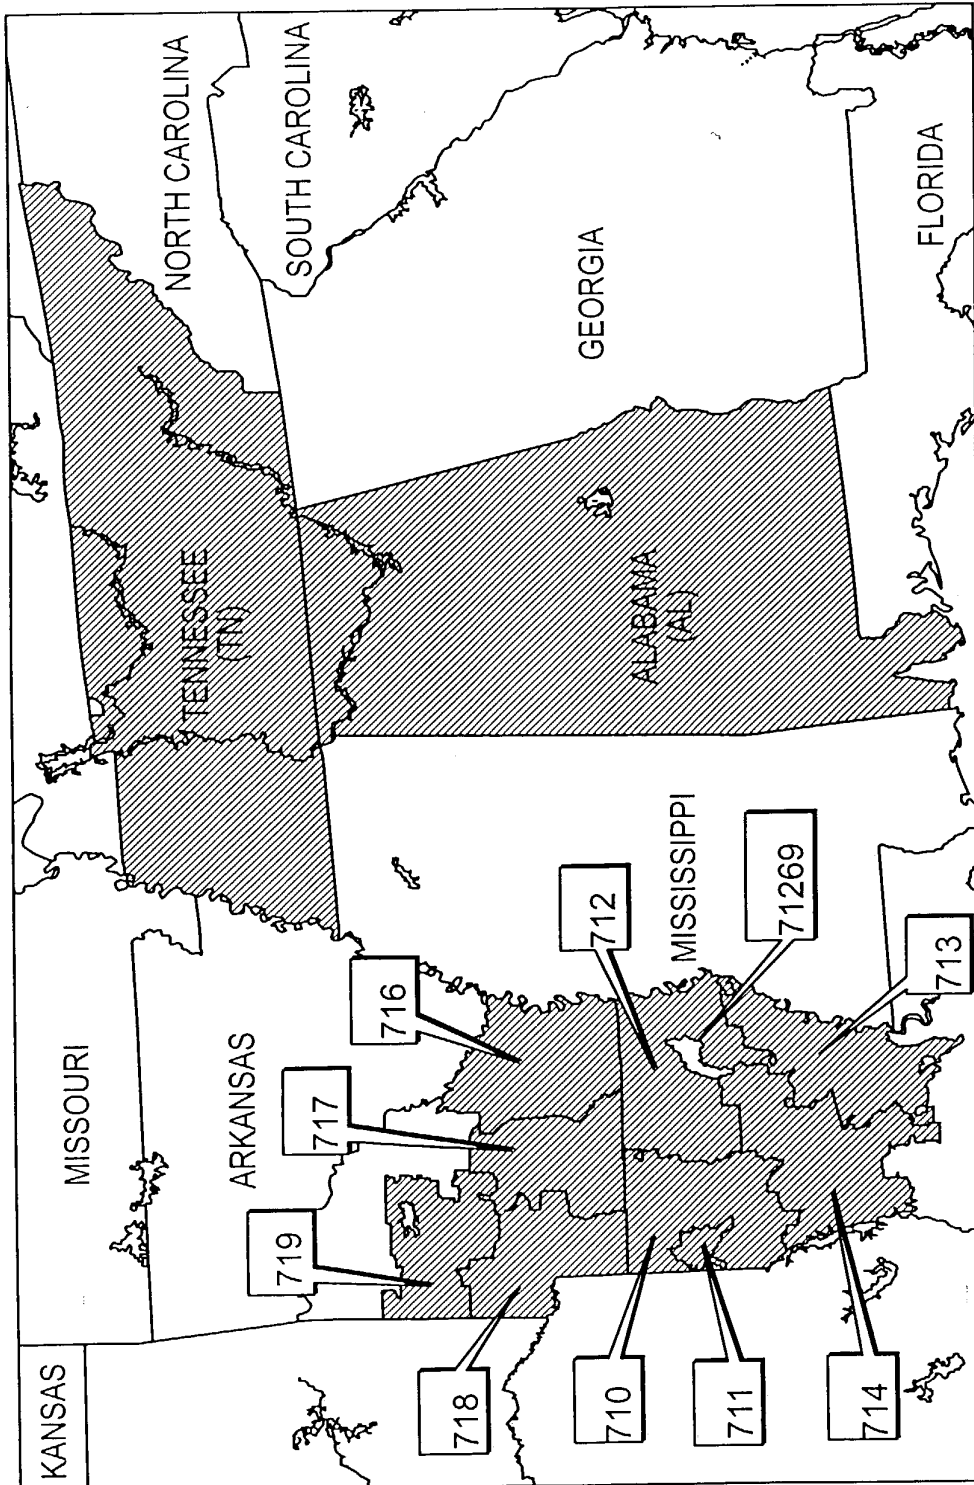 KANSAS
MISSOURI
ARKANSAS
TENNESSEE
(TN)
NORTH CAROLINA
SOUTH CAROLINA
GEORGIA
ALABAMA
(AL)
MISSISSIPPI
FLORIDA
719
717
716
712
71269
713
718
710
711
714